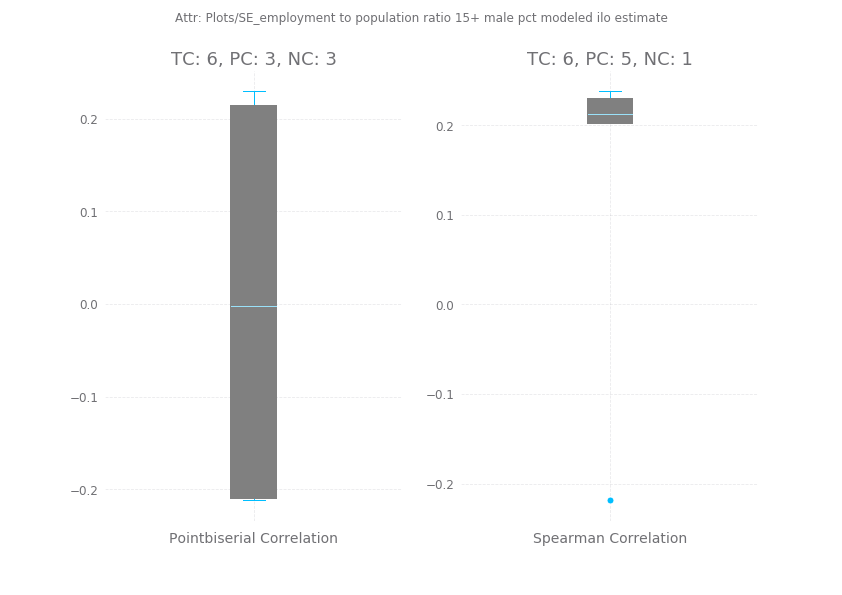 Attr: Plots/SE_employment to population ratio 15+ male pct modeled ilo estimate
TC: 6, PC: 3, NC: 3
0.2
0.1
0.0
−0.1
−0.2
Pointbiserial Correlation
TC: 6, PC: 5, NC: 1
0.2
0.1
0.0
−0.1
−0.2
Spearman Correlation